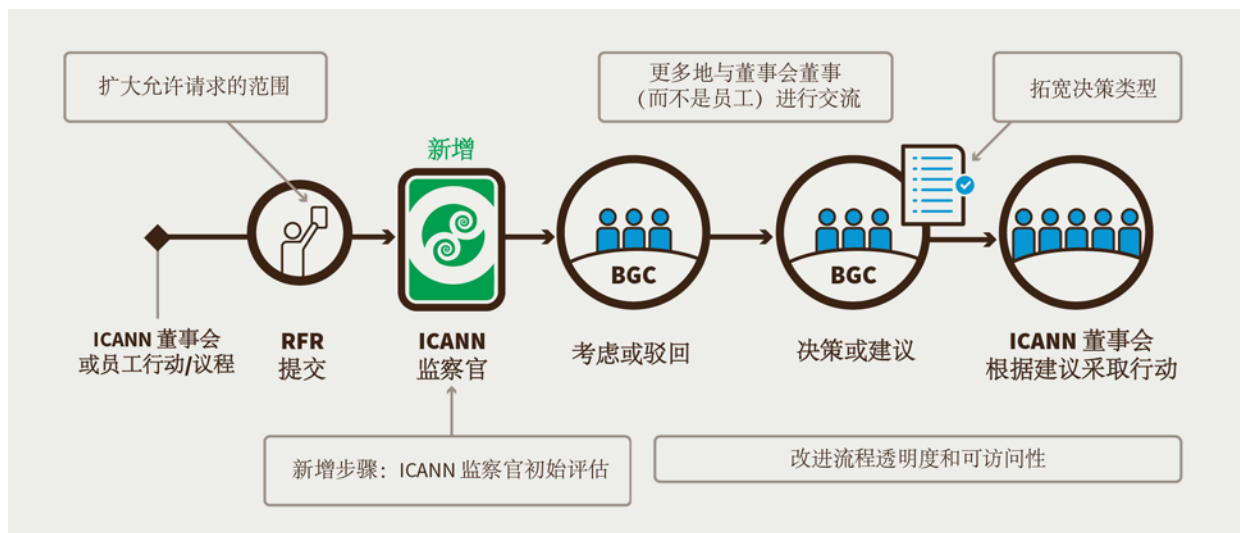 扩大允许请求的范围
更多地与董事会董事
（而不是员工）进行交流
拓宽决策类型
新增
BGC
BGC
ICANN 董事会
或员工行动/议程
RFR
提交
ICANN
监察官
考虑或驳回
决策或建议
ICANN 董事会
根据建议采取行动
新增步骤：ICANN 监察官初始评估
改进流程透明度和可访问性